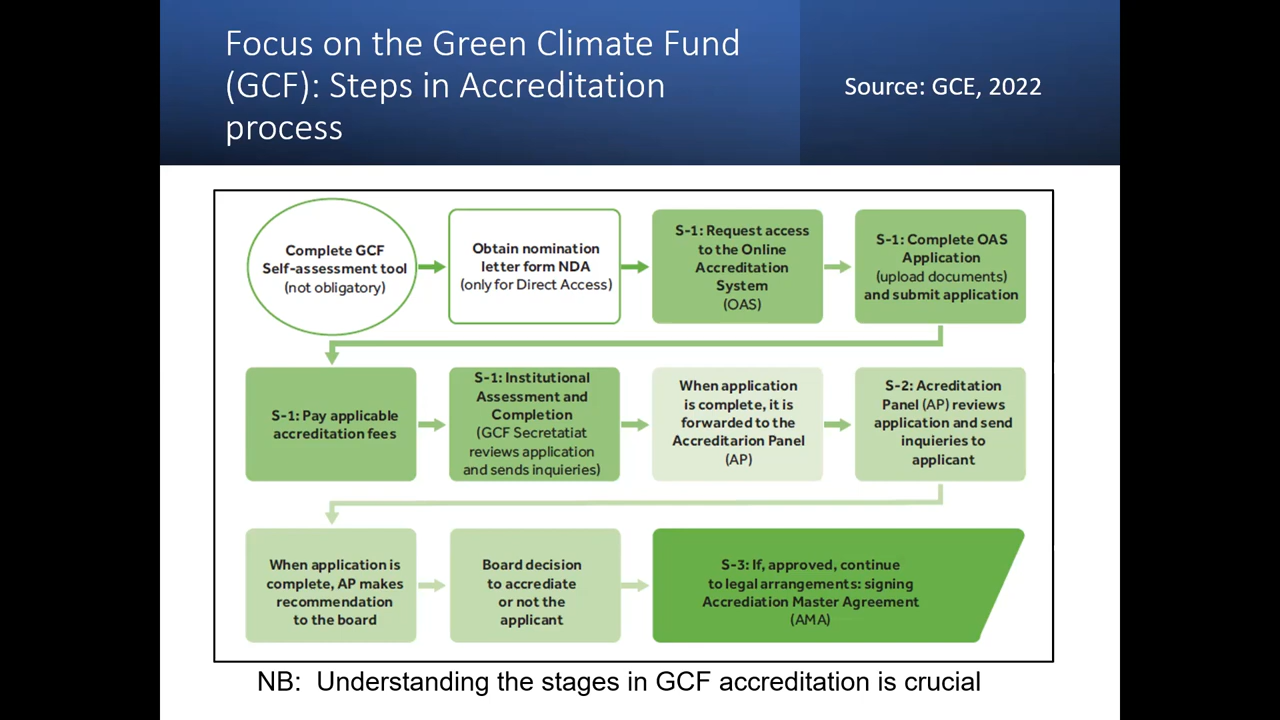 Focus on the Green Climate Fund
(GCF): Steps in Accreditation
process
Source: GCE, 2022
Complete GCF
Self-assessment tool
(not obligatory)
Obtain nomination
letter form NDA
(only for Direct Access)
S-1: Request access
to the Online
Accreditation
System
(OAS)
S-1: Complete OAS
Application
(upload documents)
and submit application
S-1: Pay applicable
accreditation fees
S-1: Institutional
Assessment and
Completion
(GCF Secretatiat
reviews application
and sends inquieries)
When application
is complete, it is
forwarded to the
Accreditarion Panel
(AP)
S-2: Acreditation
Panel (AP) reviews
application and send
inquieries to
applicant
When application is
complete, AP makes
recommendation
to the board
Board decision
to accrediate
or not the
applicant
S-3: If, approved, continue
to legal arrangements: signing
Accrediation Master Agreement
(AMA)
NB: Understanding the stages in GCF accreditation is crucial